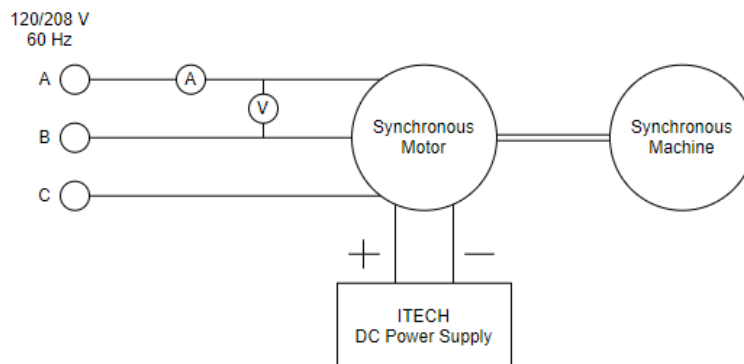 120/208 V
60 Hz
A
A
V
B
C
Synchronous
Motor
Synchronous
Machine
+
—
ITECH
DC Power Supply